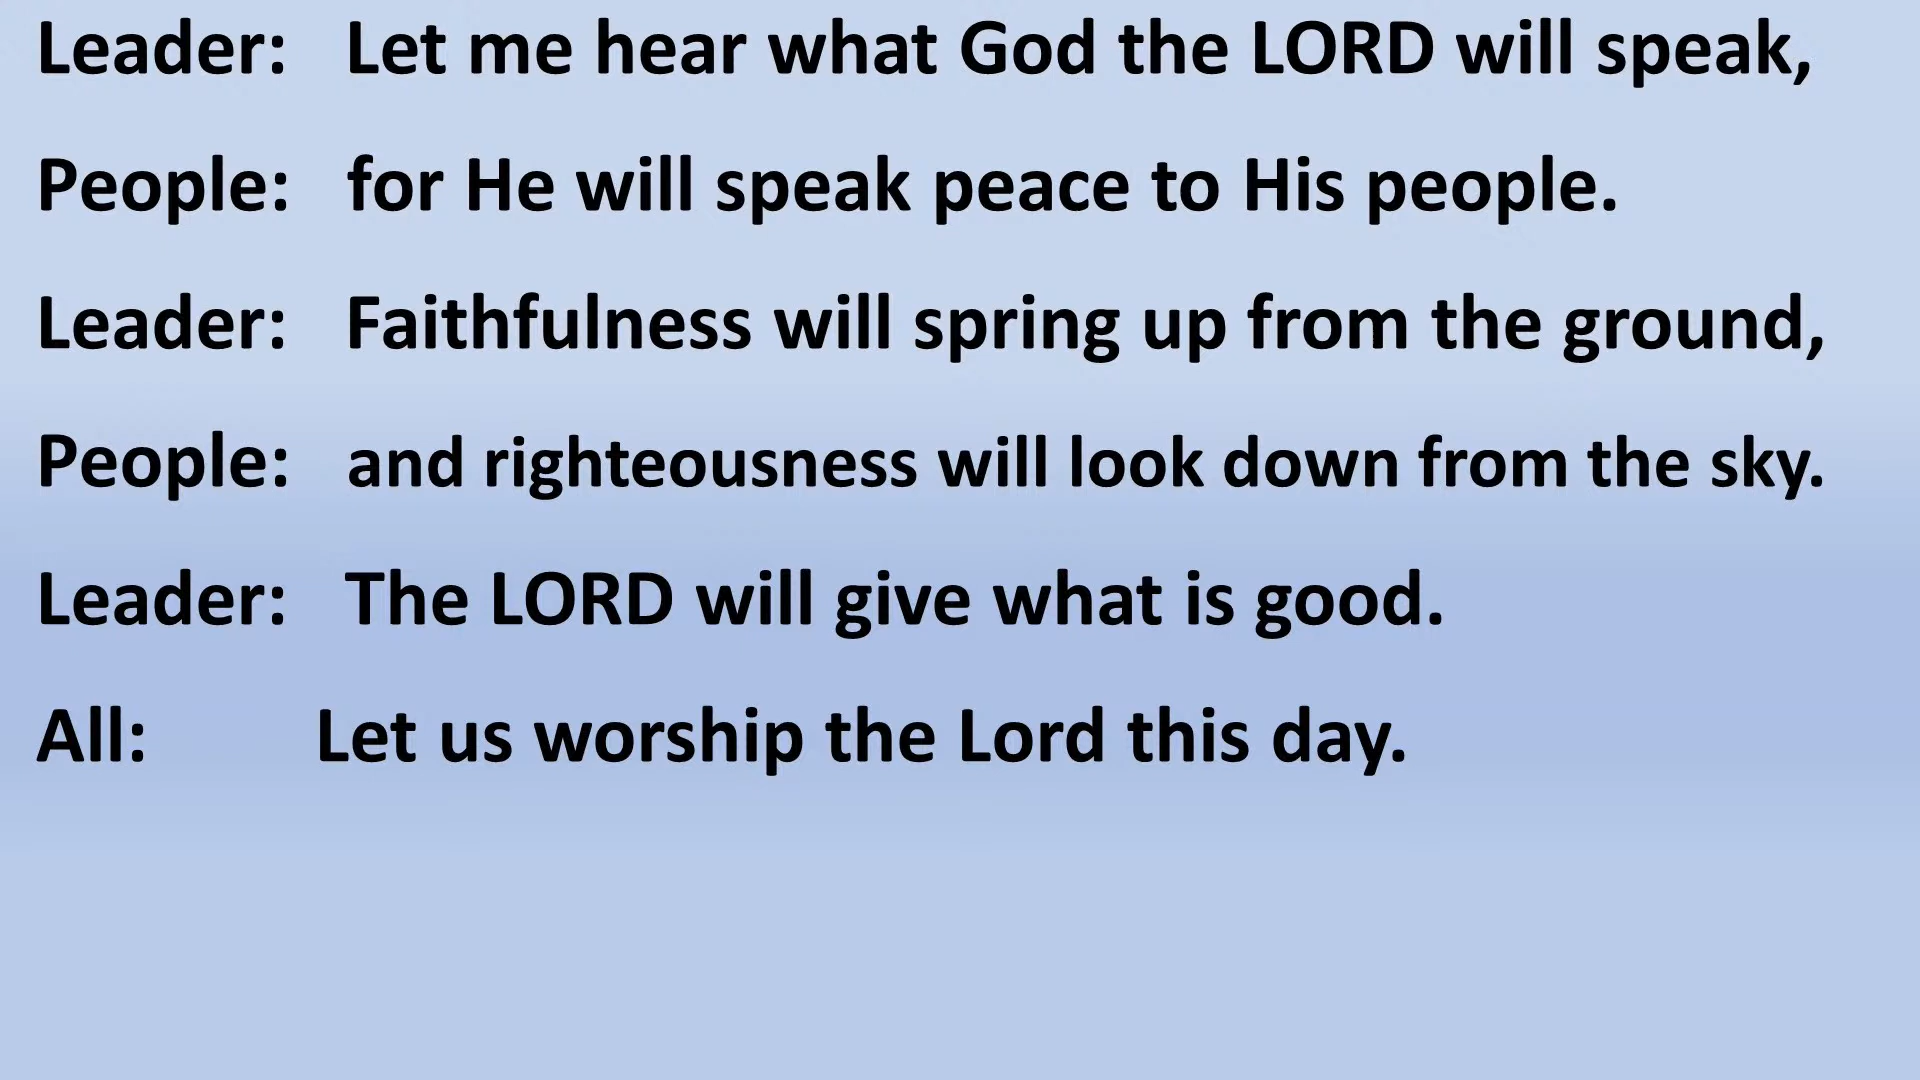 Leader: Let me hear what God the LORD will speak,
People: for He will speak peace to His people.
Leader: Faithfulness will spring up from the ground,
People: and righteousness will look down from the sky.
Leader: The LORD will give what is good.
All: Let us worship the Lord this day.